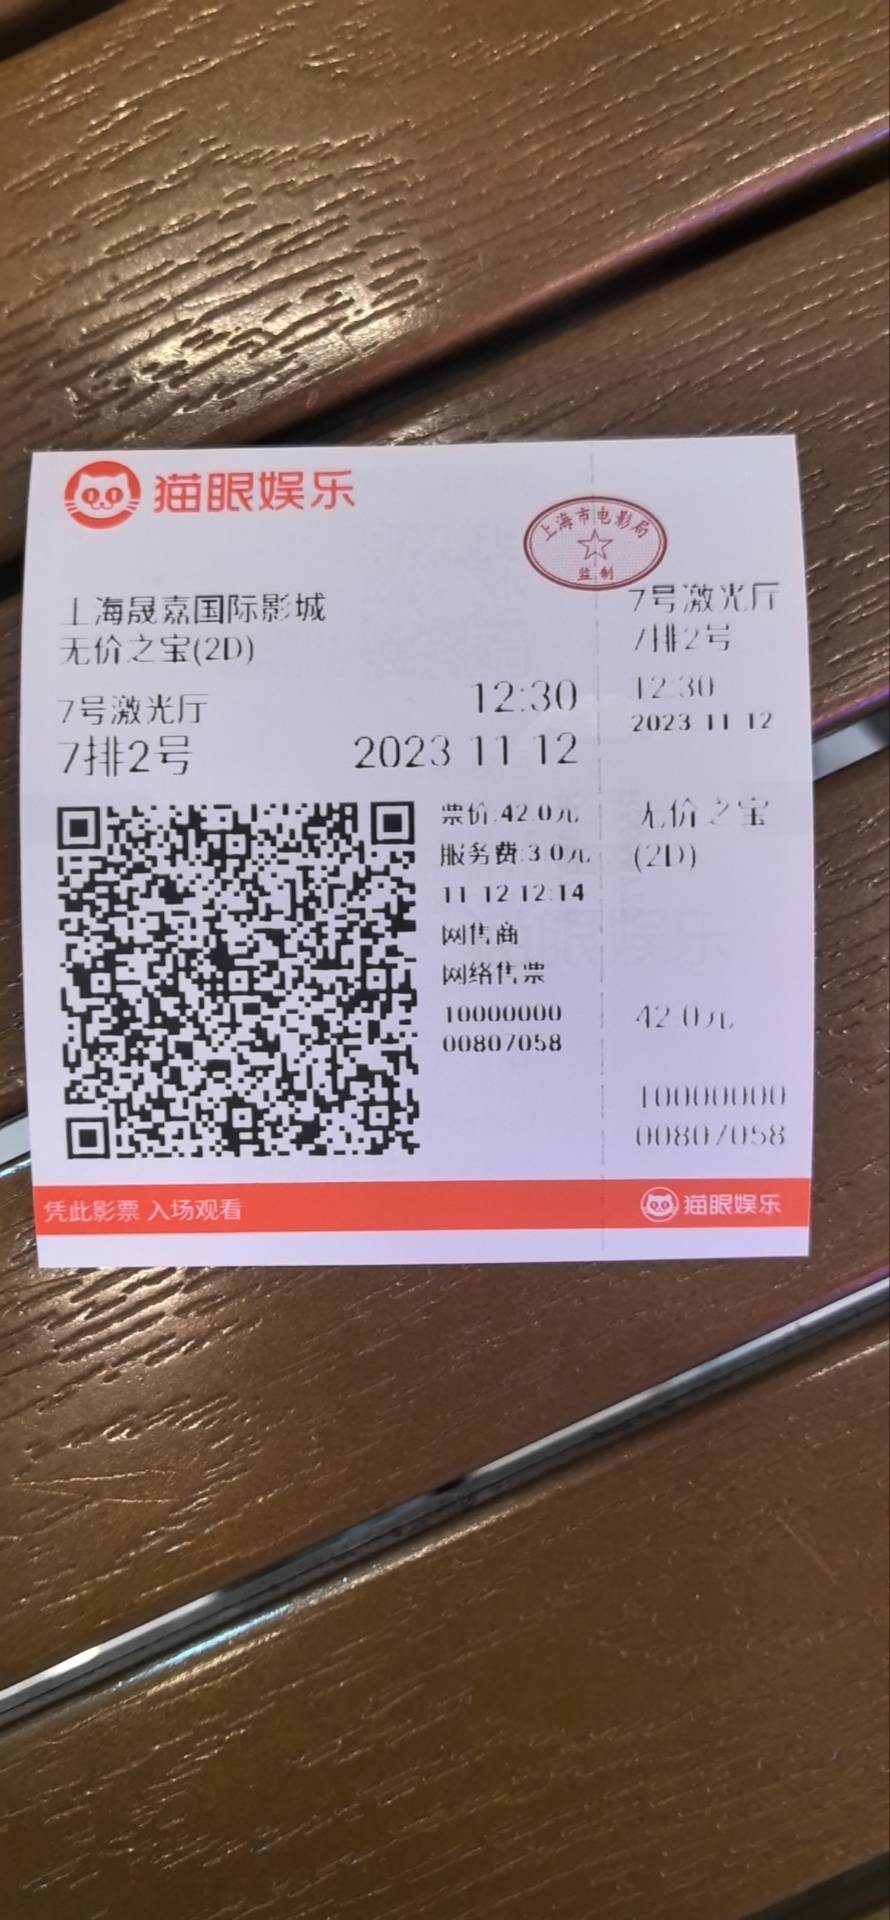 猫眼娱乐
上海市电影局
监制
上海晟嘉国际影城
无价之宝(2D)
7号激光厅
12:30
7排2号
2023 11 12
票价:42.0元
服务费:3.0元
11 12 12:14
网售商
网络售票
10000000
00807058
7号激光厅
7排2号
12:30
2023 11 12
无价之宝
(2D)
42.0元
10000000
00807058
凭此影票 入场观看
猫眼娱乐